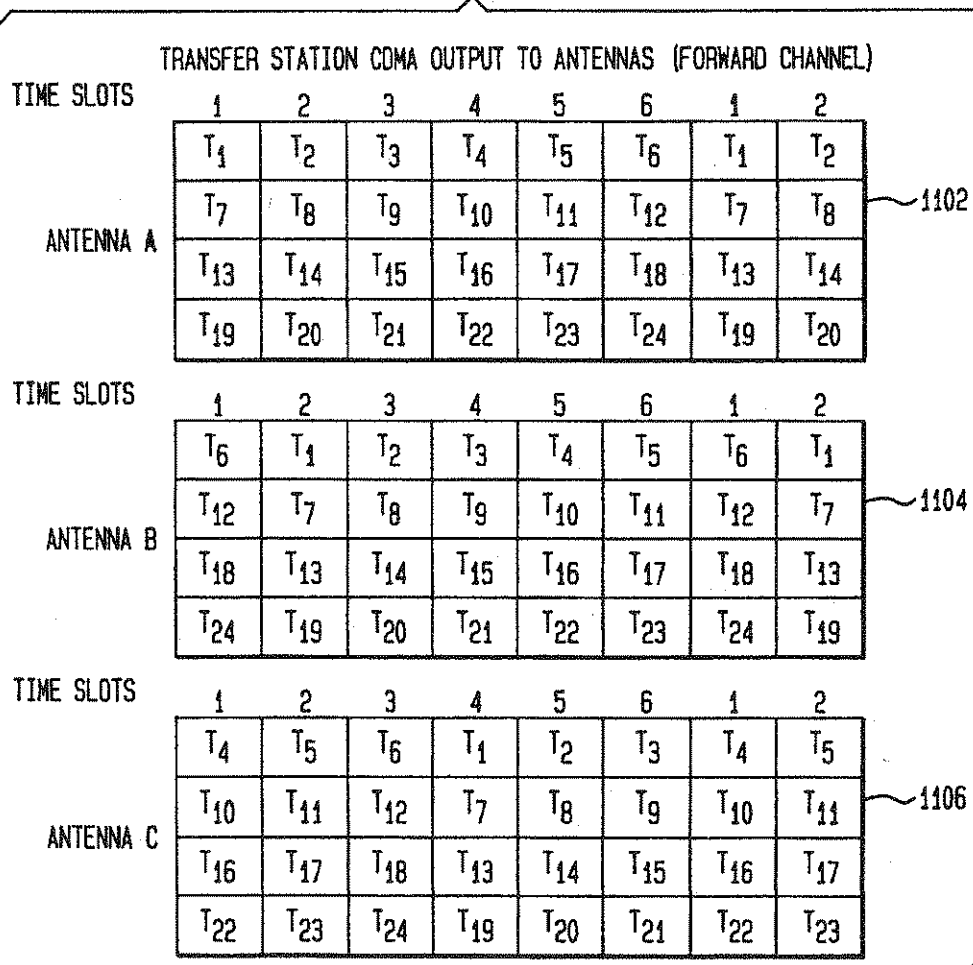 TRANSFER STATION CDMA OUTPUT TO ANTENNAS (FORWARD CHANNEL)
TIME SLOTS 1 2 3 4 5 6 1 2
T1 T2 T3 T4 T5 T6 T1 T2
T7 T8 T9 T10 T11 T12 T7 T8 1102
ANTENNA A
T13 T14 T15 T16 T17 T18 T13 T14
T19 T20 T21 T22 T23 T24 T19 T20
TIME SLOTS 1 2 3 4 5 6 1 2
T6 T1 T2 T3 T4 T5 T6 T1
T12 T7 T8 T9 T10 T11 T12 T7 1104
ANTENNA B
T18 T13 T14 T15 T16 T17 T18 T13
T24 T19 T20 T21 T22 T23 T24 T19
TIME SLOTS 1 2 3 4 5 6 1 2
T4 T5 T6 T1 T2 T3 T4 T5
T10 T11 T12 T7 T8 T9 T10 T11 1106
ANTENNA C
T16 T17 T18 T13 T14 T15 T16 T17
T22 T23 T24 T19 T20 T21 T22 T23